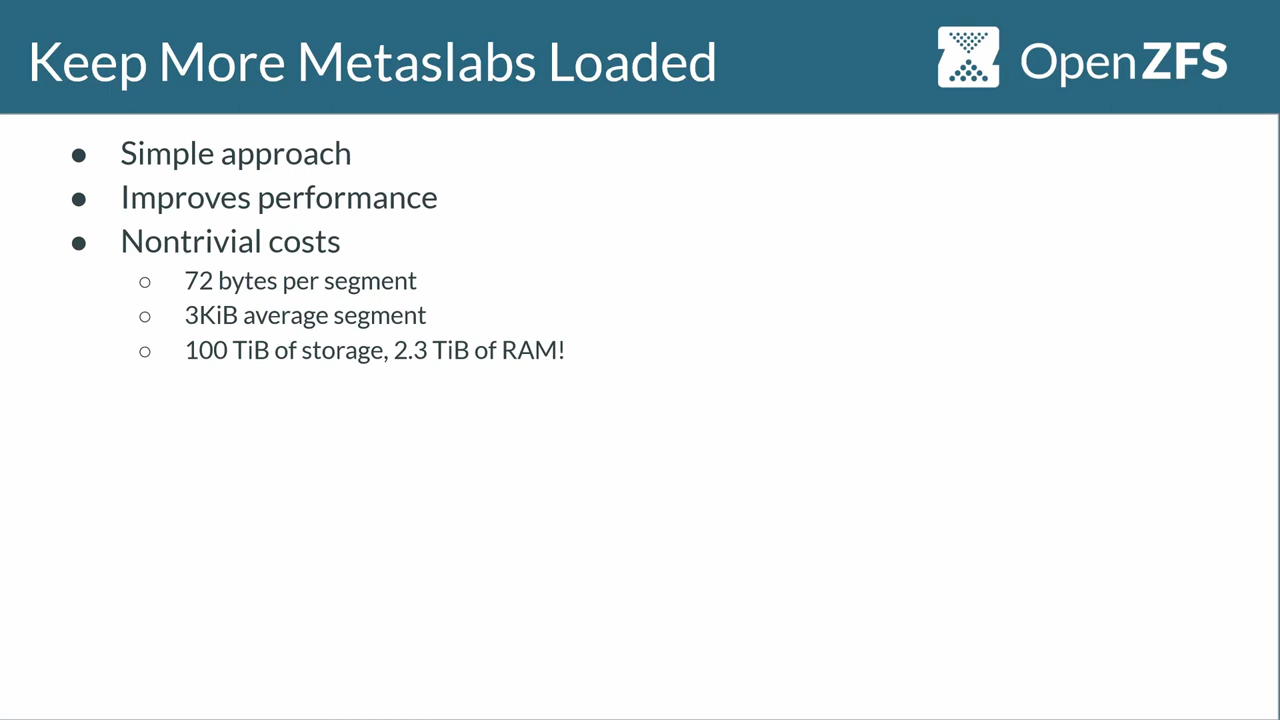 Keep More Metaslabs Loaded
OpenZFS
● Simple approach
● Improves performance
● Nontrivial costs
○ 72 bytes per segment
○ 3KiB average segment
○ 100 TiB of storage, 2.3 TiB of RAM!